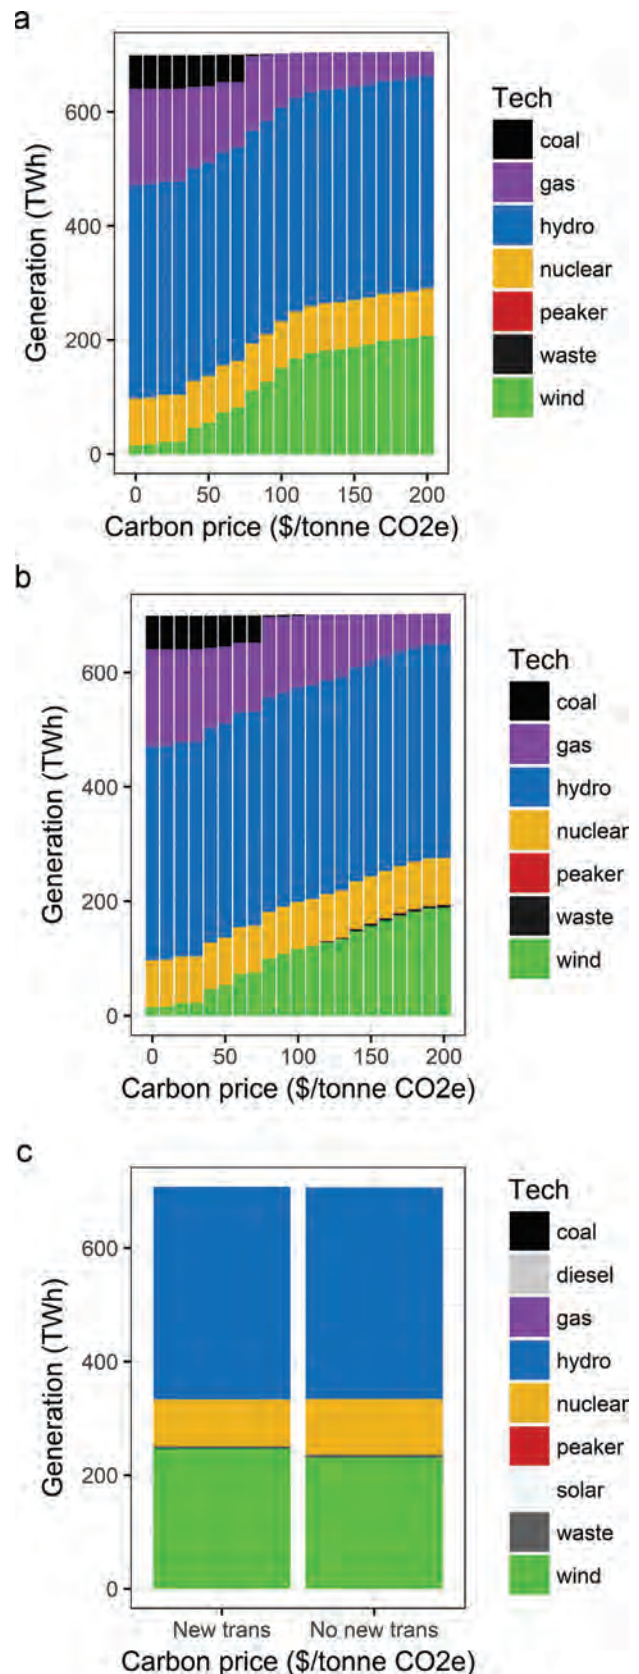 a
Generation (TWh)
600
400
200
0
0 50 100 150 200
Carbon price ($/tonne CO2e)
Tech
coal
gas
hydro
nuclear
peaker
waste
wind
b
Generation (TWh)
600
400
200
0
0 50 100 150 200
Carbon price ($/tonne CO2e)
Tech
coal
gas
hydro
nuclear
peaker
waste
wind
c
Generation (TWh)
600
400
200
0
New trans No new trans
Carbon price ($/tonne CO2e)
Tech
coal
diesel
gas
hydro
nuclear
peaker
solar
waste
wind